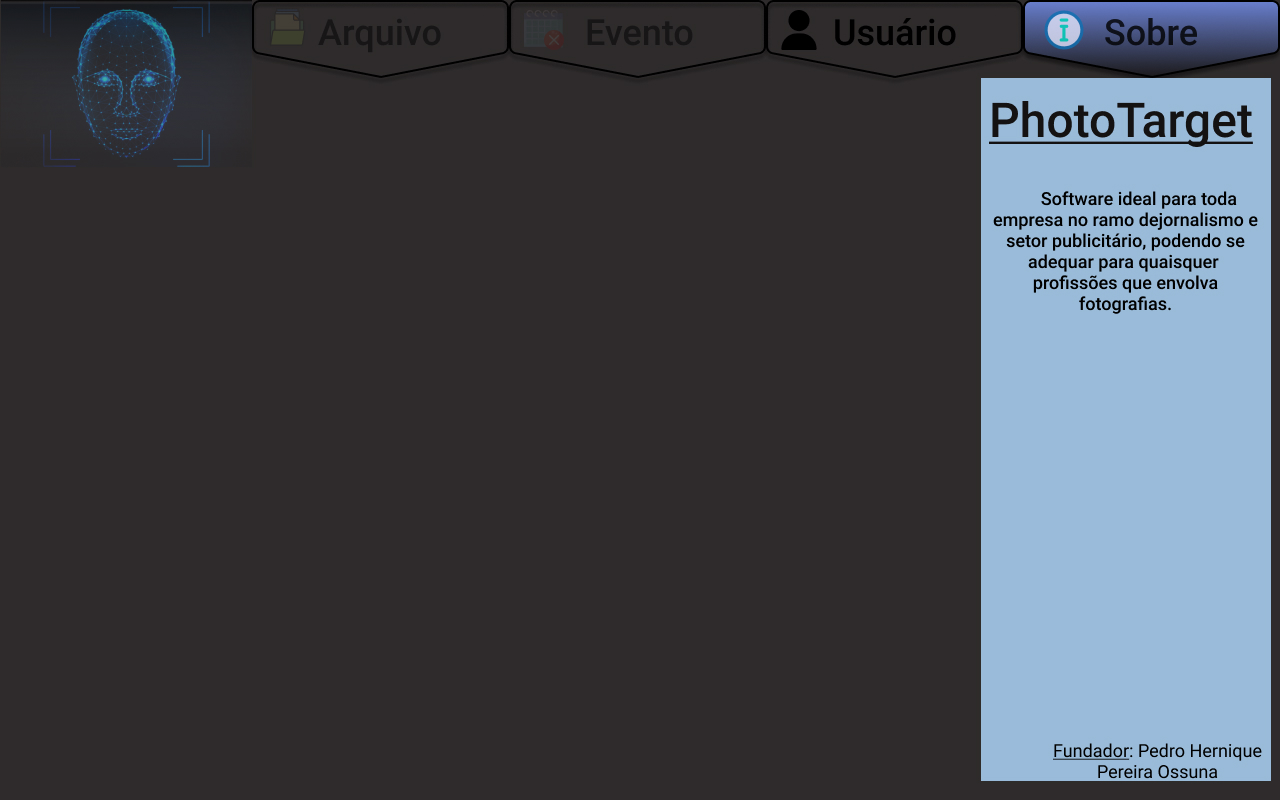 Arquivo
Evento
Usuário
Sobre
PhotoTarget
Software ideal para toda
empresa no ramo dejornalismo e
setor publicitário, podendo se
adequar para quaisquer
profissões que envolva
fotografias.
Fundador: Pedro Hernique
Pereira Ossuna